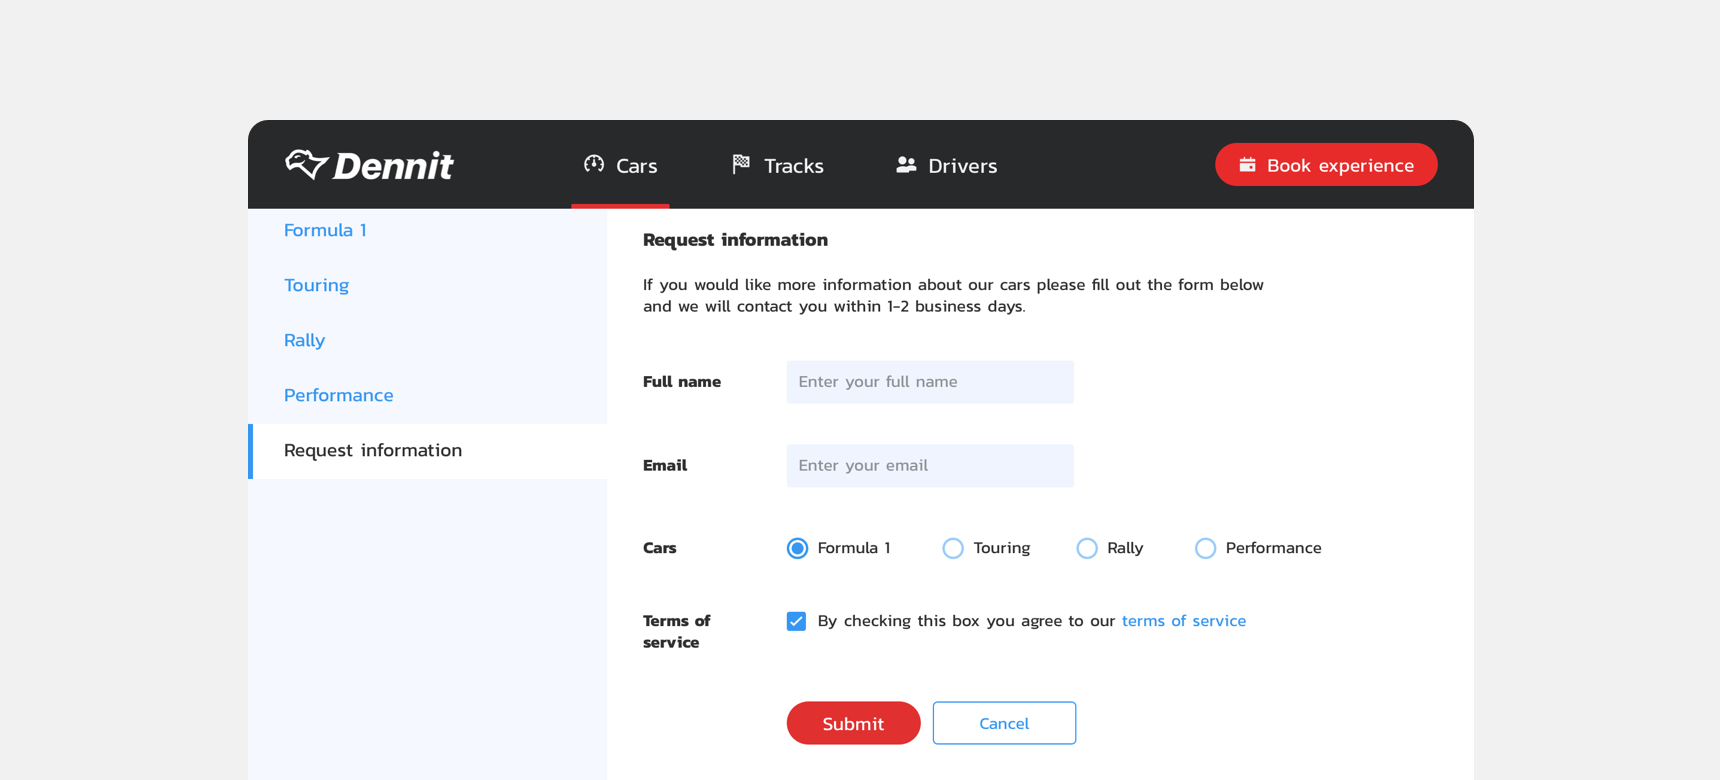 Dennit
Cars
Tracks
Drivers
Book experience
Formula 1
Touring
Rally
Performance
Request information
Request information
If you would like more information about our cars please fill out the form below
and we will contact you within 1-2 business days.
Full name
Enter your full name
Email
Enter your email
Cars
Formula 1
Touring
Rally
Performance
Terms of
service
By checking this box you agree to our terms of service
Submit
Cancel